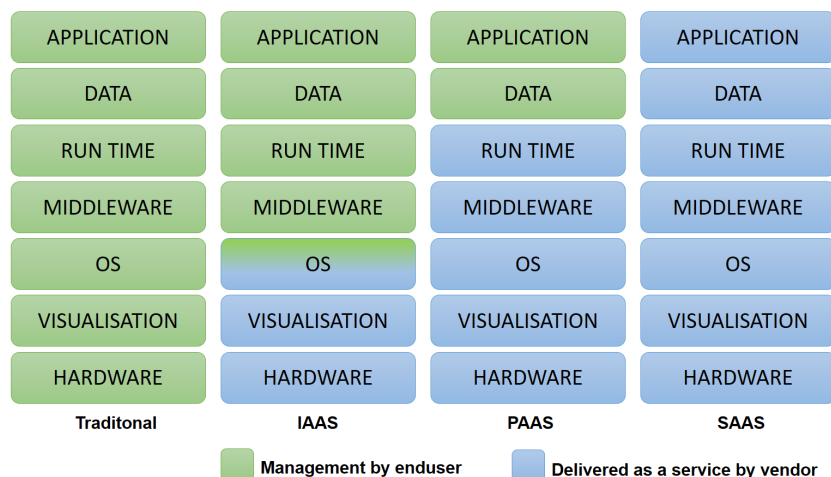 APPLICATION APPLICATION APPLICATION APPLICATION
DATA DATA DATA DATA
RUN TIME RUN TIME RUN TIME RUN TIME
MIDDLEWARE MIDDLEWARE MIDDLEWARE MIDDLEWARE
OS OS OS OS
VISUALISATION VISUALISATION VISUALISATION VISUALISATION
HARDWARE HARDWARE HARDWARE HARDWARE
Traditonal IAAS PAAS SAAS
Management by enduser Delivered as a service by vendor